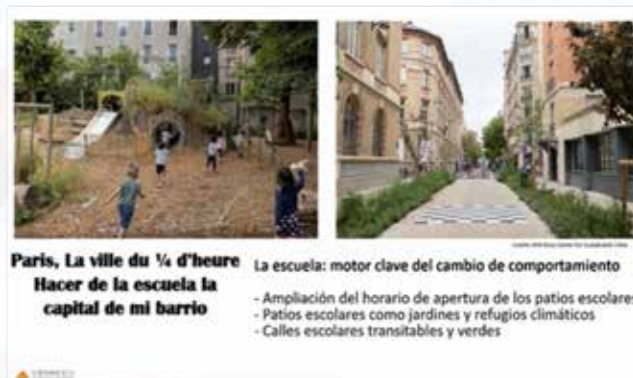 Paris, La ville du ¼ d'heure
Hacer de la escuela la
capital de mi barrio
La escuela: motor clave del cambio de comportamiento
- Ampliación del horario de apertura de los patios escolares
- Patios escolares como jardines y refugios climáticos
- Calles escolares transitables y verdes